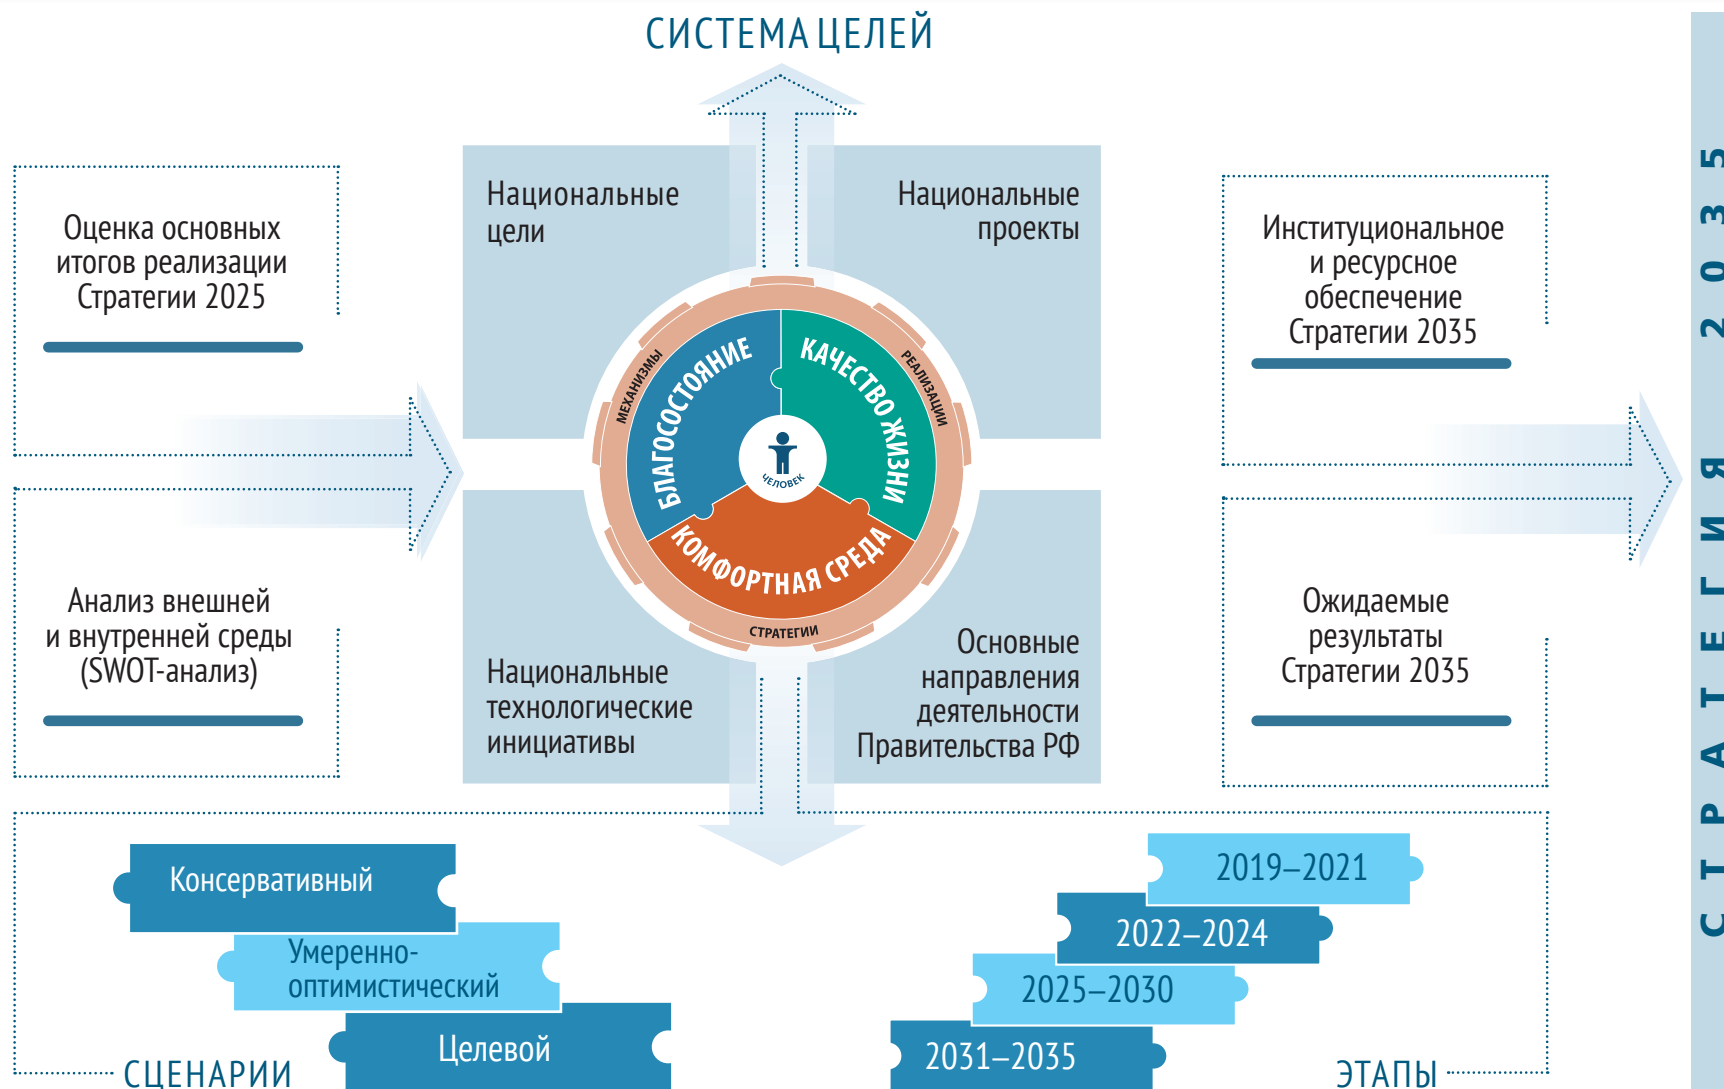 СИСТЕМА ЦЕЛЕЙ
Оценка основных
итогов реализации
Стратегии 2025
Анализ внешней
и внутренней среды
(SWOT-анализ)
Национальные
цели
Национальные
проекты
МЕХАНИЗМЫ
РЕАЛИЗАЦИИ
СТРАТЕГИИ
БЛАГОСОСТОЯНИЕ
КАЧЕСТВО ЖИЗНИ
КОМФОРТНАЯ СРЕДА
ЧЕЛОВЕК
Национальные
технологические
инициативы
Основные
направления
деятельности
Правительства РФ
Институциональное
и ресурсное
обеспечение
Стратегии 2035
Ожидаемые
результаты
Стратегии 2035
СТРАТЕГИЯ 2035
Консервативный
Умеренно-
оптимистический
Целевой
СЦЕНАРИИ
2019–2021
2022–2024
2025–2030
2031–2035
ЭТАПЫ